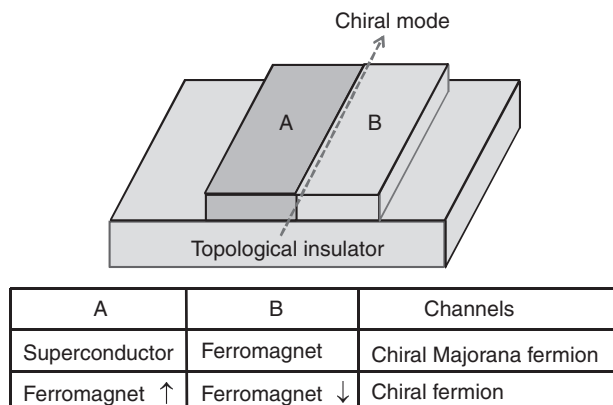 Chiral mode
A B
Topological insulator
A B Channels
Superconductor Ferromagnet Chiral Majorana fermion
Ferromagnet ↑ Ferromagnet ↓ Chiral fermion